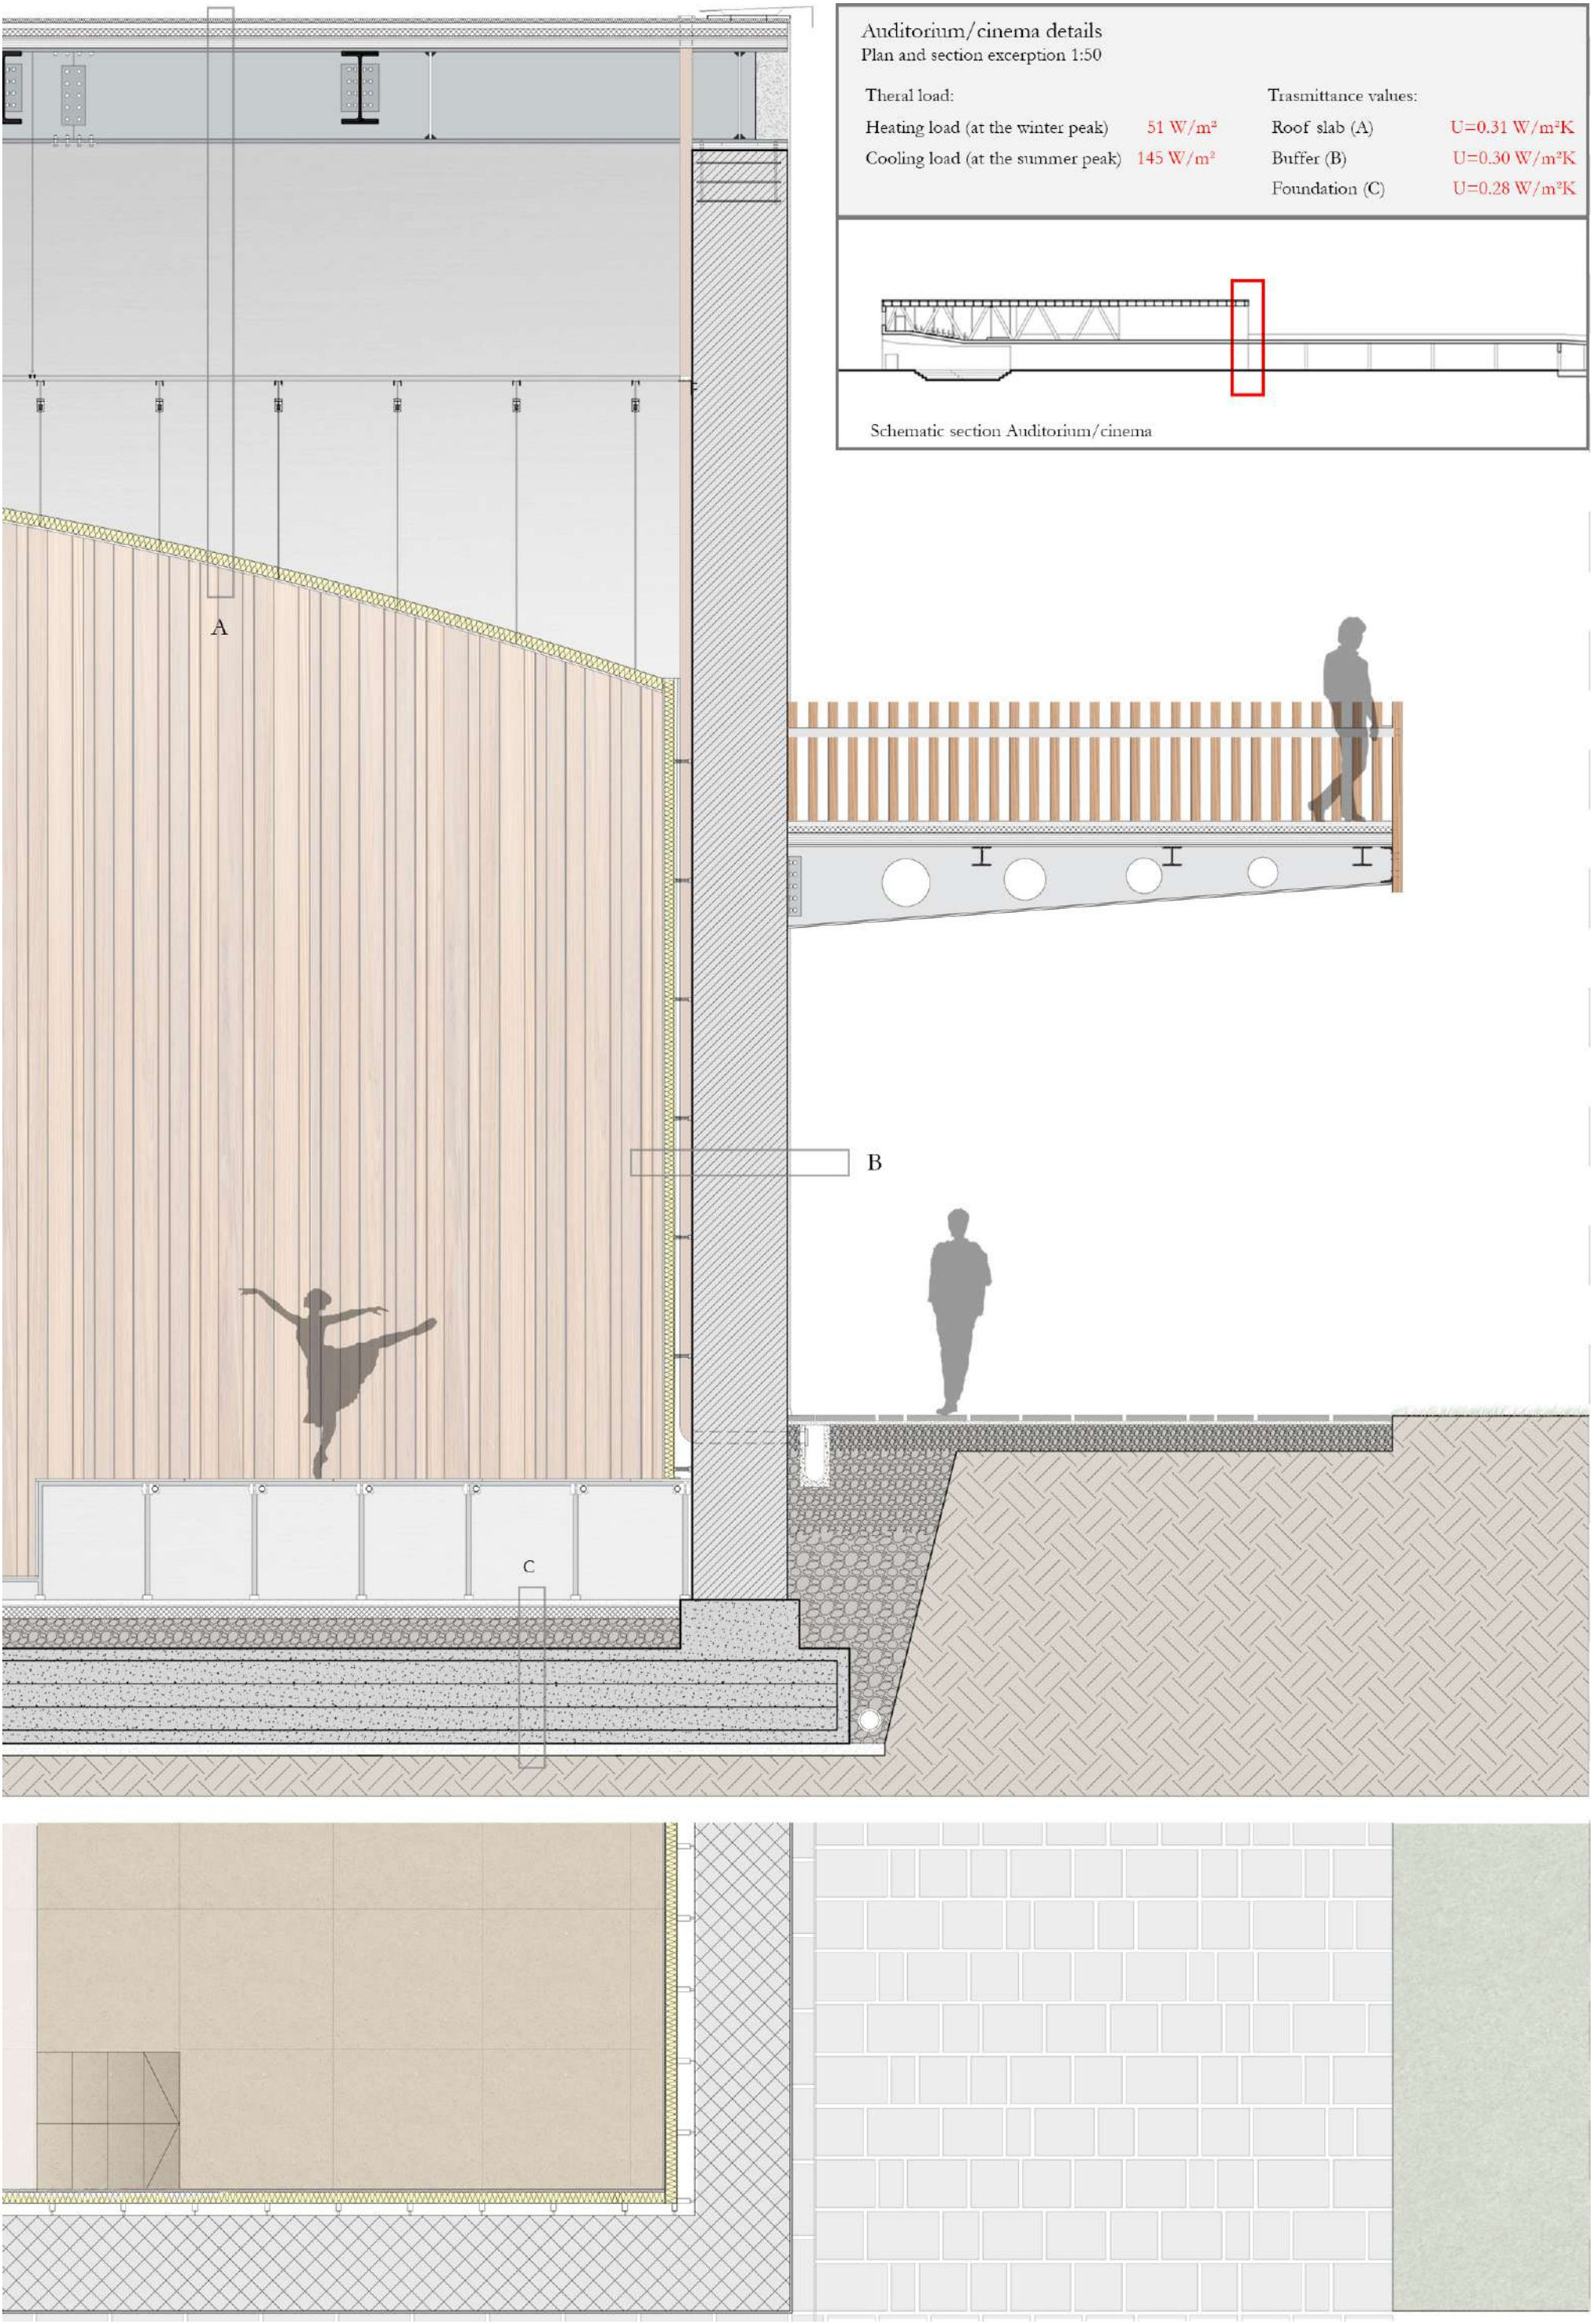 Auditorium/cinema details
Plan and section excerption 1:50
Theral load:
Heating load (at the winter peak) 51 W/m²
Cooling load (at the summer peak) 145 W/m²
Trasmittance values:
Roof slab (A) U=0.31 W/m²K
Buffer (B) U=0.30 W/m²K
Foundation (C) U=0.28 W/m²K
Schematic section Auditorium/cinema
A
B
C